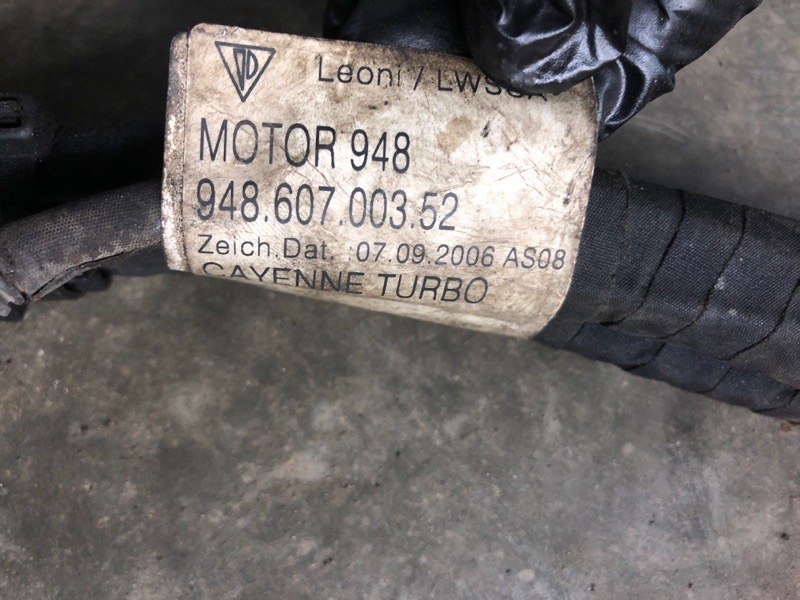 Leoni /
MOTOR 948
948.607.003.52
Zeich.Dat. :07.09.2006 AS08
CAYENNE TURBO